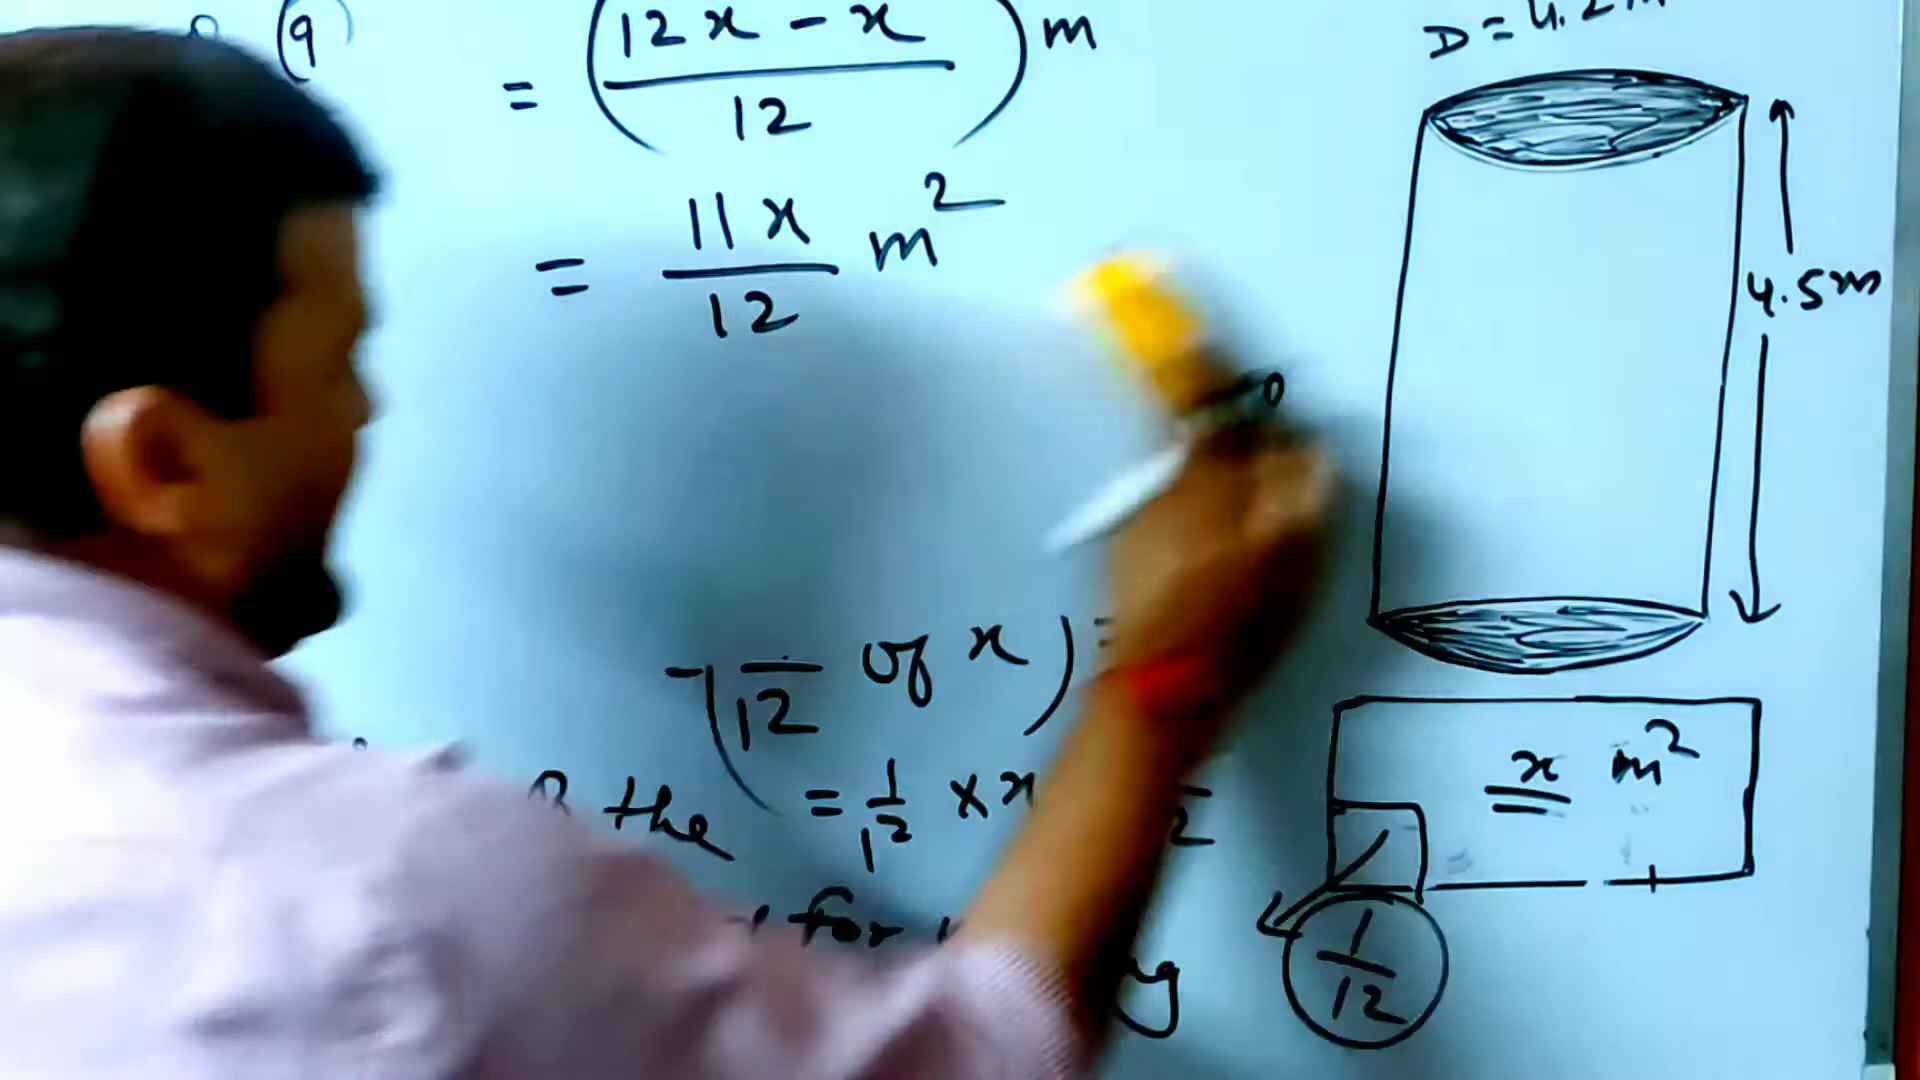 (9)
= (12x - x / 12) m
= 11x / 12 m²
- (/12 of x) =
the = 1/12 × x
for
D = 4.2m
4.5m
x m²
1/12